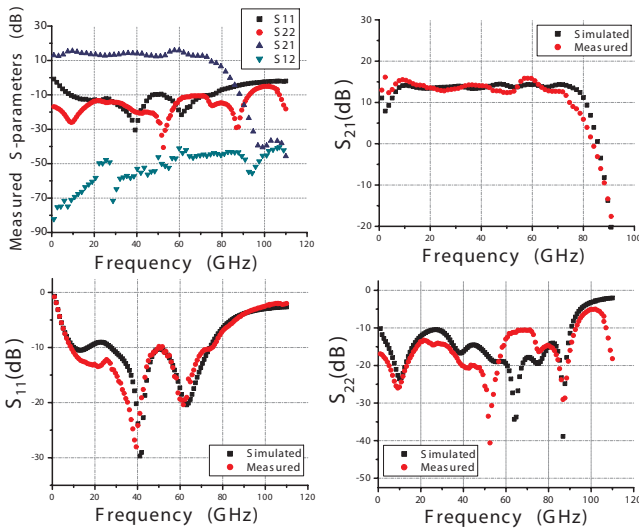 Measured S-parameters (dB)
30
10
-10
-30
-50
-70
-90
0 20 40 60 80 100 120
Frequency (GHz)
S11
S22
S21
S12
S21(dB)
30
20
10
0
-10
-20
0 20 40 60 80 100 120
Frequency (GHz)
Simulated
Measured
S11(dB)
0
-10
-20
-30
0 20 40 60 80 100 120
Frequency (GHz)
Simulated
Measured
S22(dB)
0
-10
-20
-30
-40
-50
0 20 40 60 80 100 120
Frequency (GHz)
Simulated
Measured